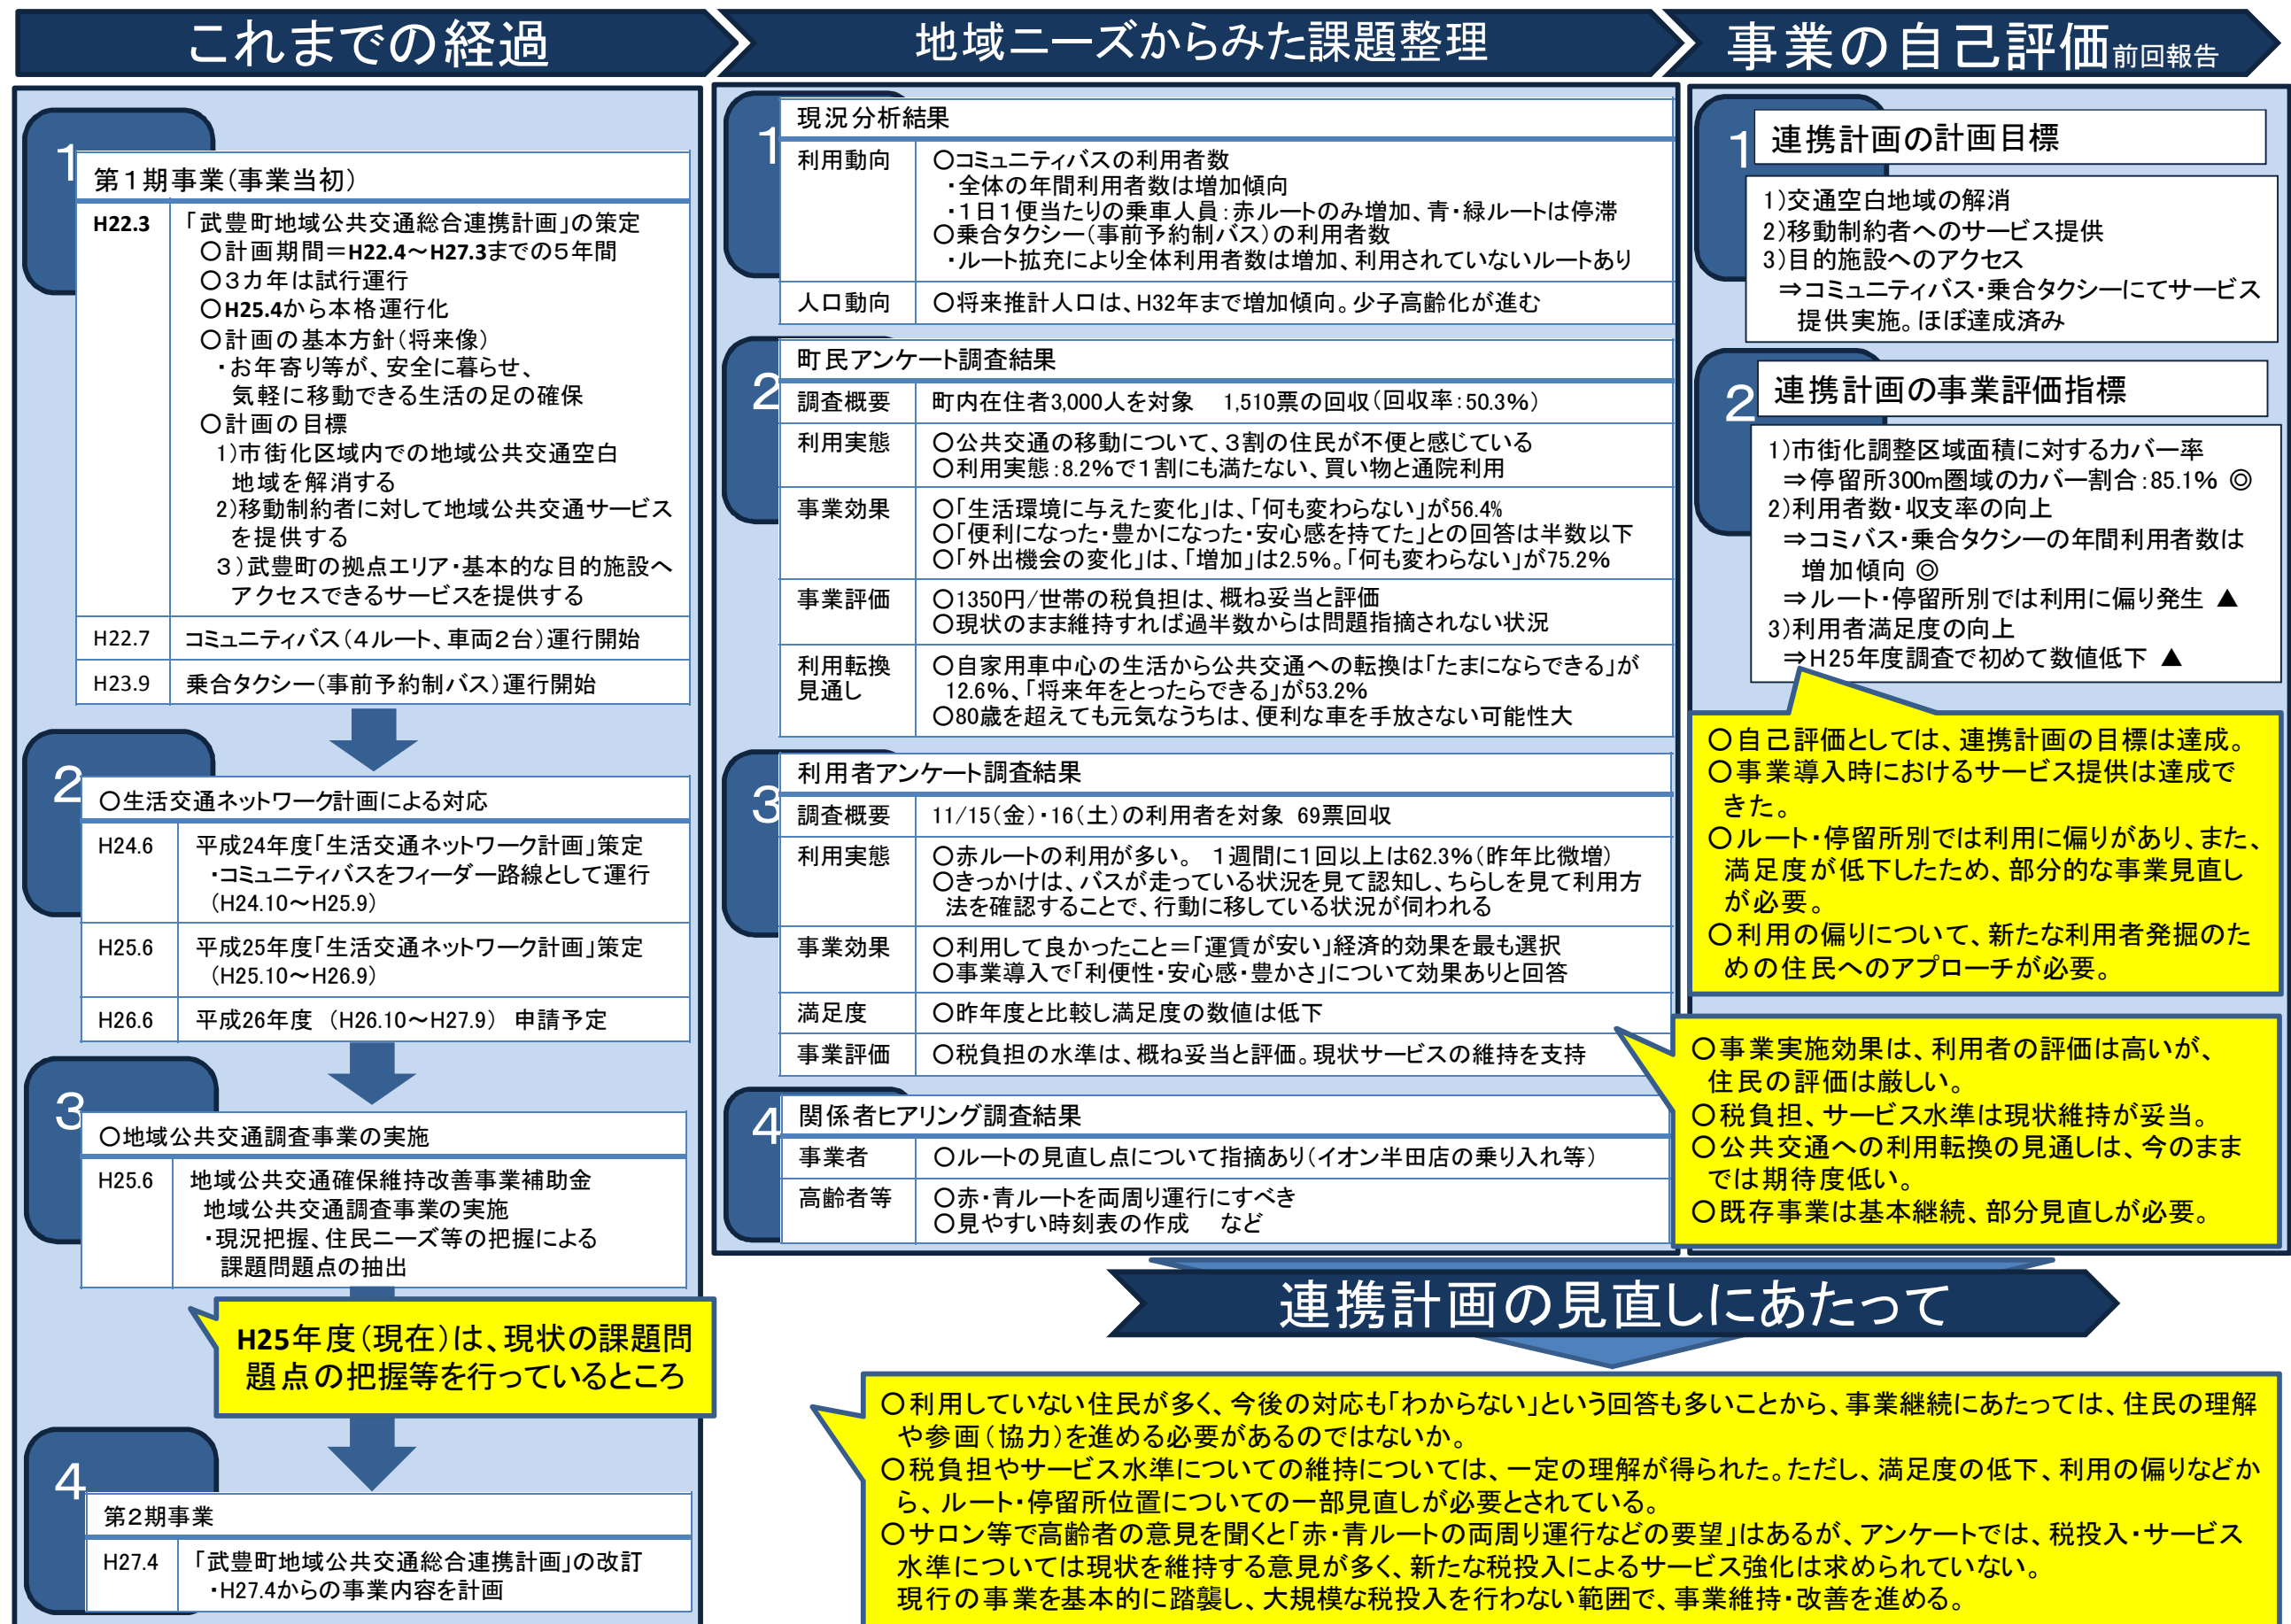 これまでの経過
1
第1期事業(事業当初)
H22.3
「武豊町地域公共交通総合連携計画」の策定
○計画期間=H22.4～H27.3までの5年間
○3カ年は試行運行
○H25.4から本格運行化
○計画の基本方針(将来像)
・お年寄り等が、安全に暮らせ、
気軽に移動できる生活の足の確保
○計画の目標
1)市街化区域内での地域公共交通空白
地域を解消する
2)移動制約者に対して地域公共交通サービス
を提供する
3)武豊町の拠点エリア・基本的な目的施設へ
アクセスできるサービスを提供する
H22.7 コミュニティバス(4ルート、車両2台)運行開始
H23.9 乗合タクシー(事前予約制バス)運行開始
2
○生活交通ネットワーク計画による対応
H24.6 平成24年度「生活交通ネットワーク計画」策定
・コミュニティバスをフィーダー路線として運行
(H24.10～H25.9)
H25.6 平成25年度「生活交通ネットワーク計画」策定
(H25.10～H26.9)
H26.6 平成26年度 (H26.10～H27.9) 申請予定
3
○地域公共交通調査事業の実施
H25.6 地域公共交通確保維持改善事業補助金
地域公共交通調査事業の実施
・現況把握、住民ニーズ等の把握による
課題問題点の抽出
H25年度(現在)は、現状の課題問
題点の把握等を行っているところ
4
第2期事業
H27.4 「武豊町地域公共交通総合連携計画」の改訂
・H27.4からの事業内容を計画
地域ニーズからみた課題整理
1
現況分析結果
利用動向 ○コミュニティバスの利用者数
・全体の年間利用者数は増加傾向
・1日1便当たりの乗車人員:赤ルートのみ増加、青・緑ルートは停滞
○乗合タクシー(事前予約制バス)の利用者数
・ルート拡充により全体利用者数は増加、利用されていないルートあり
人口動向 ○将来推計人口は、H32年まで増加傾向。少子高齢化が進む
2
町民アンケート調査結果
調査概要 町内在住者3,000人を対象 1,510票の回収(回収率:50.3%)
利用実態 ○公共交通の移動について、3割の住民が不便と感じている
○利用実態:8.2%で1割にも満たない、買い物と通院利用
事業効果 ○「生活環境に与えた変化」は、「何も変わらない」が56.4%
○「便利になった・豊かになった・安心感を持てた」との回答は半数以下
○「外出機会の変化」は、「増加」は2.5%。「何も変わらない」が75.2%
事業評価 ○1350円/世帯の税負担は、概ね妥当と評価
○現状のまま維持すれば過半数からは問題指摘されない状況
利用転換
見通し
○自家用車中心の生活から公共交通への転換は「たまにならできる」が
12.6%、「将来年をとったらできる」が53.2%
○80歳を超えても元気なうちは、便利な車を手放さない可能性大
3
利用者アンケート調査結果
調査概要 11/15(金)・16(土)の利用者を対象 69票回収
利用実態 ○赤ルートの利用が多い。 1週間に1回以上は62.3%(昨年比微増)
○きっかけは、バスが走っている状況を見て認知し、ちらしを見て利用方
法を確認することで、行動に移している状況が伺われる
事業効果 ○利用して良かったこと=「運賃が安い」経済的効果を最も選択
○事業導入で「利便性・安心感・豊かさ」について効果ありと回答
満足度 ○昨年度と比較し満足度の数値は低下
事業評価 ○税負担の水準は、概ね妥当と評価。現状サービスの維持を支持
4
関係者ヒアリング調査結果
事業者 ○ルートの見直し点について指摘あり(イオン半田店の乗り入れ等)
高齢者等 ○赤・青ルートを両周り運行にすべき
○見やすい時刻表の作成 など
事業の自己評価 前回報告
1
連携計画の計画目標
1)交通空白地域の解消
2)移動制約者へのサービス提供
3)目的施設へのアクセス
⇒コミュニティバス・乗合タクシーにてサービス
提供実施。ほぼ達成済み
2
連携計画の事業評価指標
1)市街化調整区域面積に対するカバー率
⇒停留所300m圏域のカバー割合:85.1% ◎
2)利用者数・収支率の向上
⇒コミバス・乗合タクシーの年間利用者数は
増加傾向 ◎
⇒ルート・停留所別では利用に偏り発生 ▲
3)利用者満足度の向上
⇒H25年度調査で初めて数値低下 ▲
○自己評価としては、連携計画の目標は達成。
○事業導入時におけるサービス提供は達成で
きた。
○ルート・停留所別では利用に偏りがあり、また、
満足度が低下したため、部分的な事業見直し
が必要。
○利用の偏りについて、新たな利用者発掘のた
めの住民へのアプローチが必要。
○事業実施効果は、利用者の評価は高いが、
住民の評価は厳しい。
○税負担、サービス水準は現状維持が妥当。
○公共交通への利用転換の見通しは、今のまま
では期待度低い。
○既存事業は基本継続、部分見直しが必要。
連携計画の見直しにあたって
○利用していない住民が多く、今後の対応も「わからない」という回答も多いことから、事業継続にあたっては、住民の理解
や参画(協力)を進める必要があるのではないか。
○税負担やサービス水準についての維持については、一定の理解が得られた。ただし、満足度の低下、利用の偏りなどか
ら、ルート・停留所位置についての一部見直しが必要とされている。
○サロン等で高齢者の意見を聞くと「赤・青ルートの両周り運行などの要望」はあるが、アンケートでは、税投入・サービス
水準については現状を維持する意見が多く、新たな税投入によるサービス強化は求められていない。
現行の事業を基本的に踏襲し、大規模な税投入を行わない範囲で、事業維持・改善を進める。